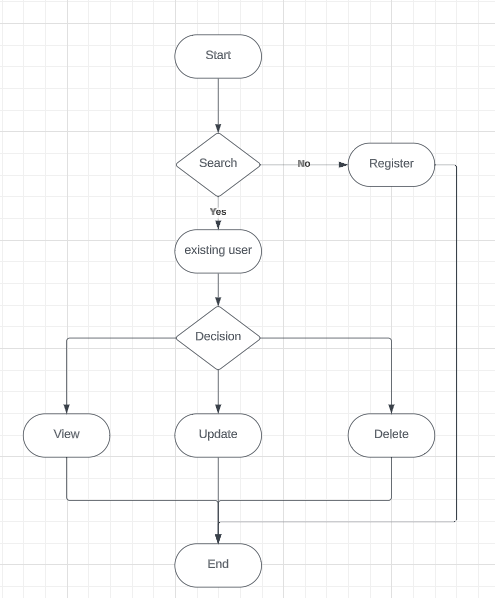 Start
Search
No
Register
Yes
existing user
Decision
View
Update
Delete
End